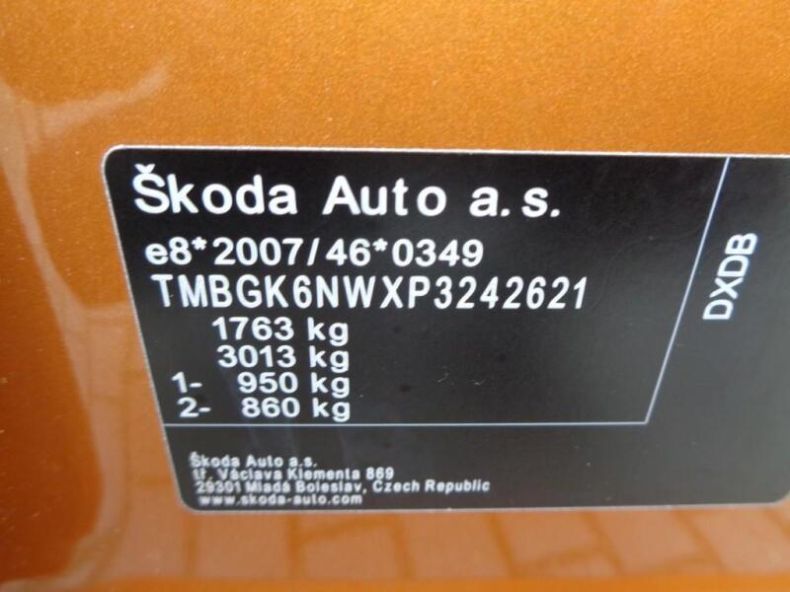 Škoda Auto a.s.
e8*2007/46*0349
TMBGK6NWXP3242621
1763 kg
3013 kg
1- 950 kg
2- 860 kg
DXDB
Škoda Auto a.s.
tř. Václava Klementa 869
29301 Mladá Boleslav, Czech Republic
www.skoda-auto.com